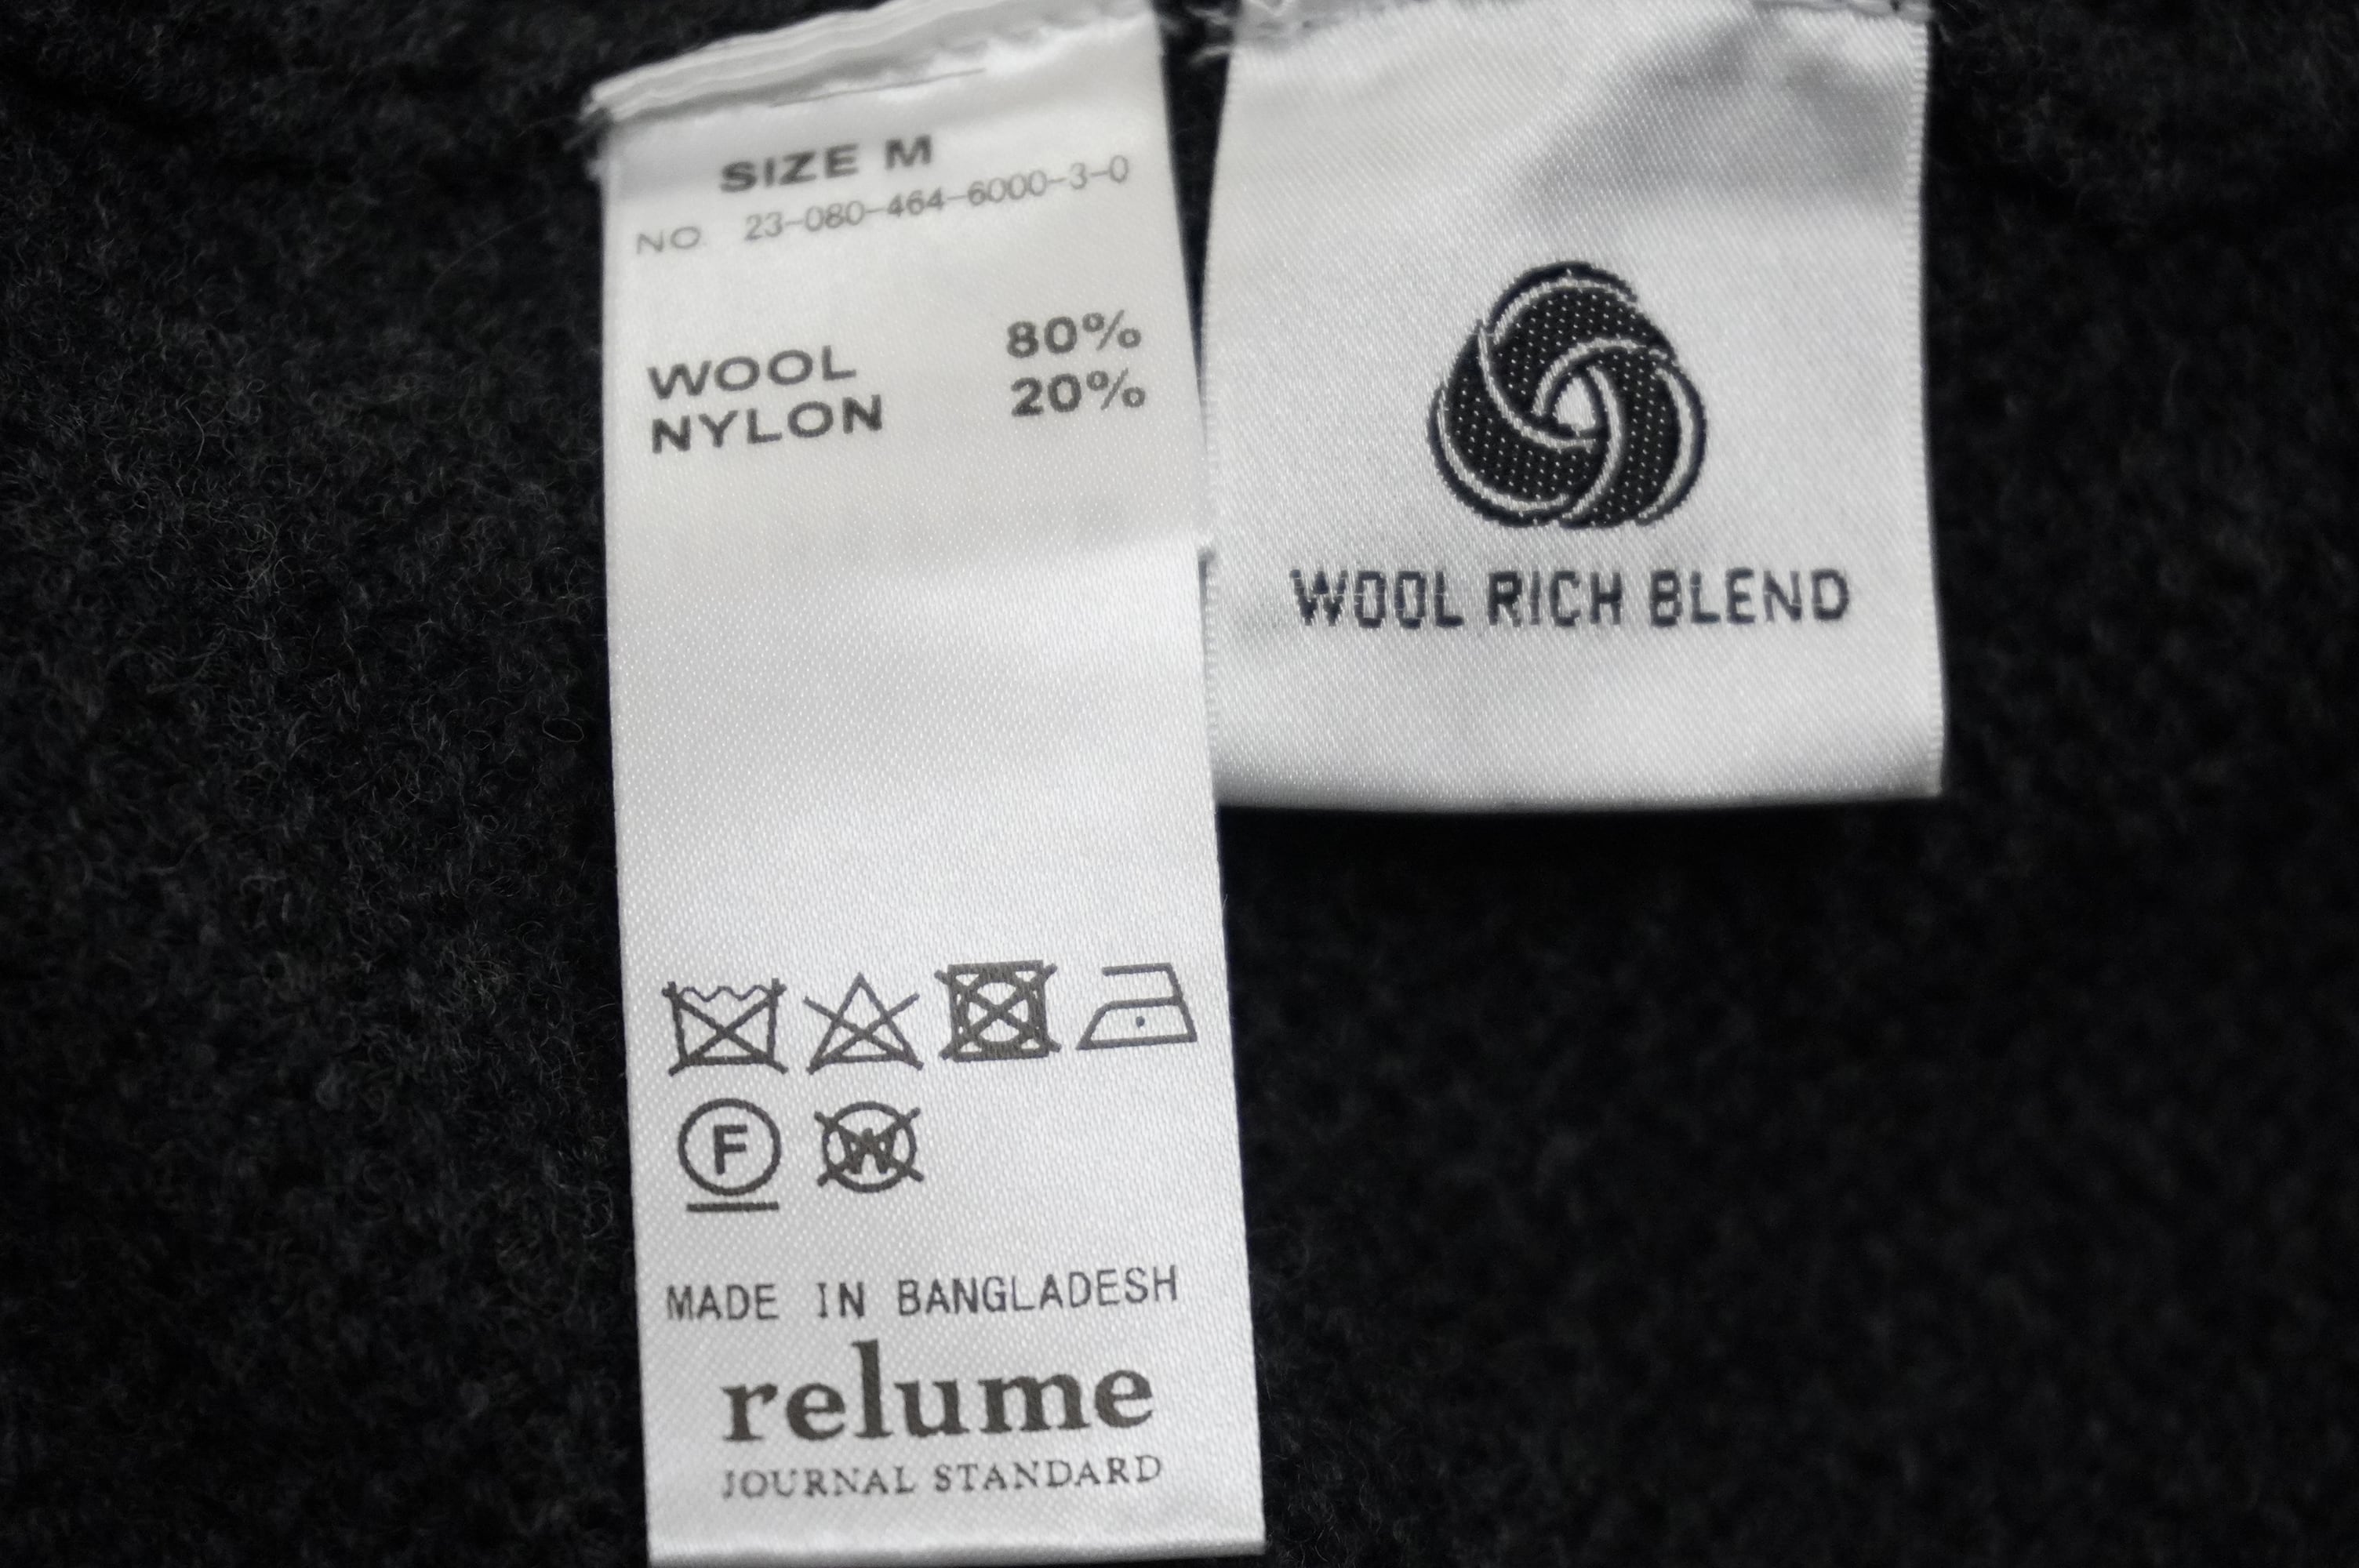 SIZE M
NO 23-080-464-6000-3-0
WOOL 80%
NYLON 20%
F W
MADE IN BANGLADESH
relume
JOURNAL STANDARD
WOOL RICH BLEND